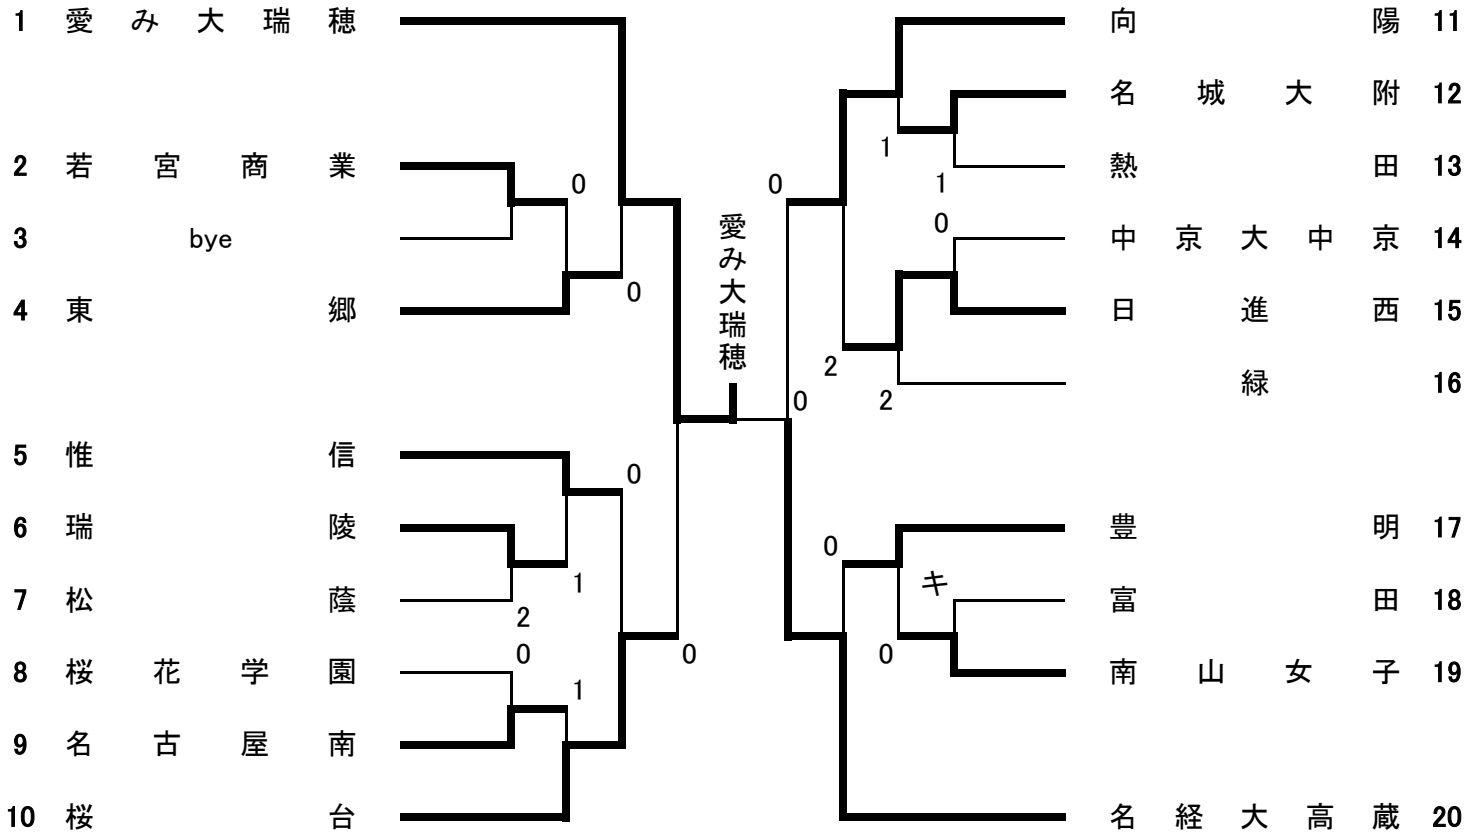 1 愛み大瑞穂
2 若宮商業
3 bye
4 東郷
5 惟信
6 瑞陵
7 松蔭
8 桜花学園
9 名古屋南
10 桜台
0
0
0
1
2
0
1
0
愛み大瑞穂
0
0
0
1
1
0
2
2
0
キ
0
向陽 11
名城大附 12
熱田 13
中京大中京 14
日進西 15
緑 16
豊明 17
富田 18
南山女子 19
名経大高蔵 20